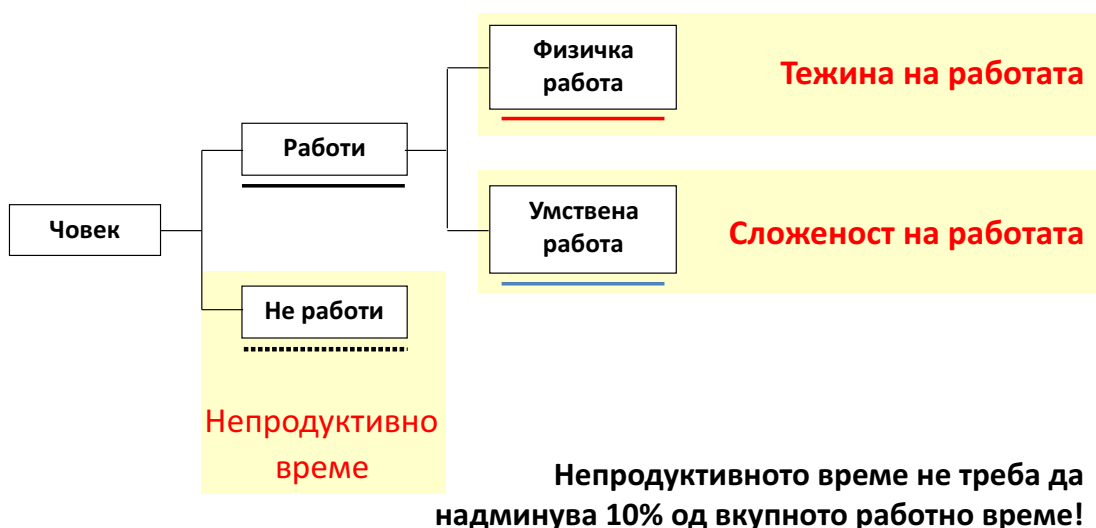 Физичка
работа
Тежина на работата
Работи
Умствена
работа
Сложеност на работата
Човек
Не работи
Непродуктивно
време
Непродуктивното време не треба да
надминува 10% од вкупното работно време!